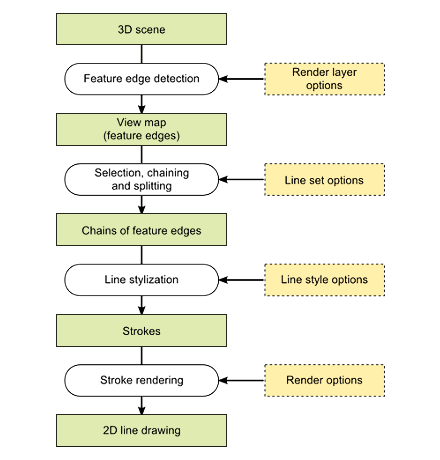 3D scene
Feature edge detection
Render layer
options
View map
(feature edges)
Selection, chaining
and splitting
Line set options
Chains of feature edges
Line stylization
Line style options
Strokes
Stroke rendering
Render options
2D line drawing